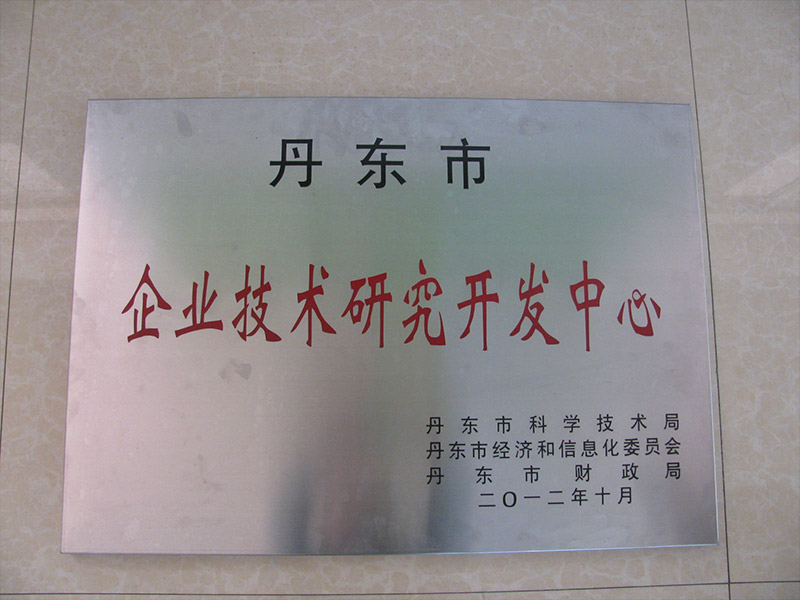 丹东市
企业技术研究开发中心
丹东市科学技术局
丹东市经济和信息化委员会
丹东市财政局
二〇一二年十月